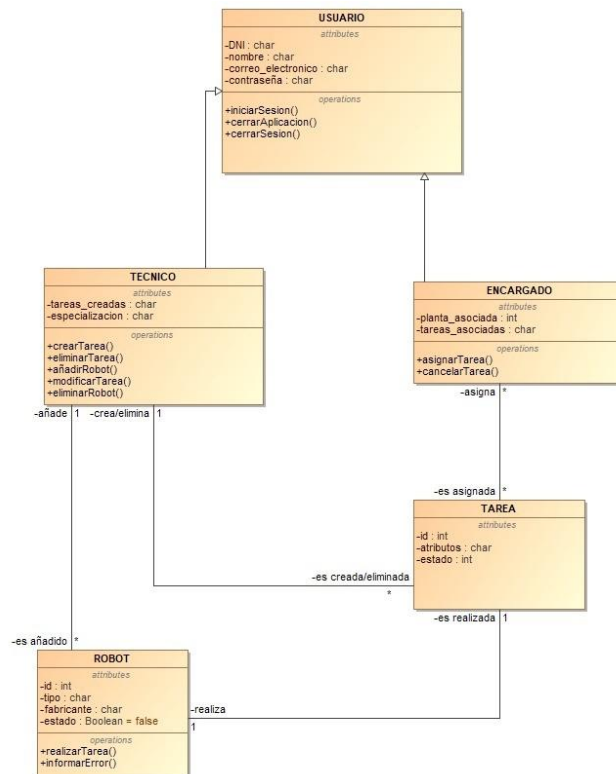 USUARIO
attributes
-DNI : char
-nombre : char
-correo_electronico : char
-contraseña : char
operations
+iniciarSesion()
+cerrarAplicacion()
+cerrarSesion()
TECNICO
attributes
-tareas_creadas : char
-especializacion : char
operations
+crearTarea()
+eliminarTarea()
+añadirRobot()
+modificarTarea()
+eliminarRobot()
ENCARGADO
attributes
-planta_asociada : int
-tareas_asociadas : char
operations
+asignarTarea()
+cancelarTarea()
-añade 1
-crea/elimina 1
-asigna *
-es asignada *
TAREA
attributes
-id : int
-atributos : char
-estado : int
-es creada/eliminada
*
-es realizada 1
-es añadido *
ROBOT
attributes
-id : int
-tipo : char
-fabricante : char
-estado : Boolean = false
operations
+realizarTarea()
+informarError()
-realiza
1